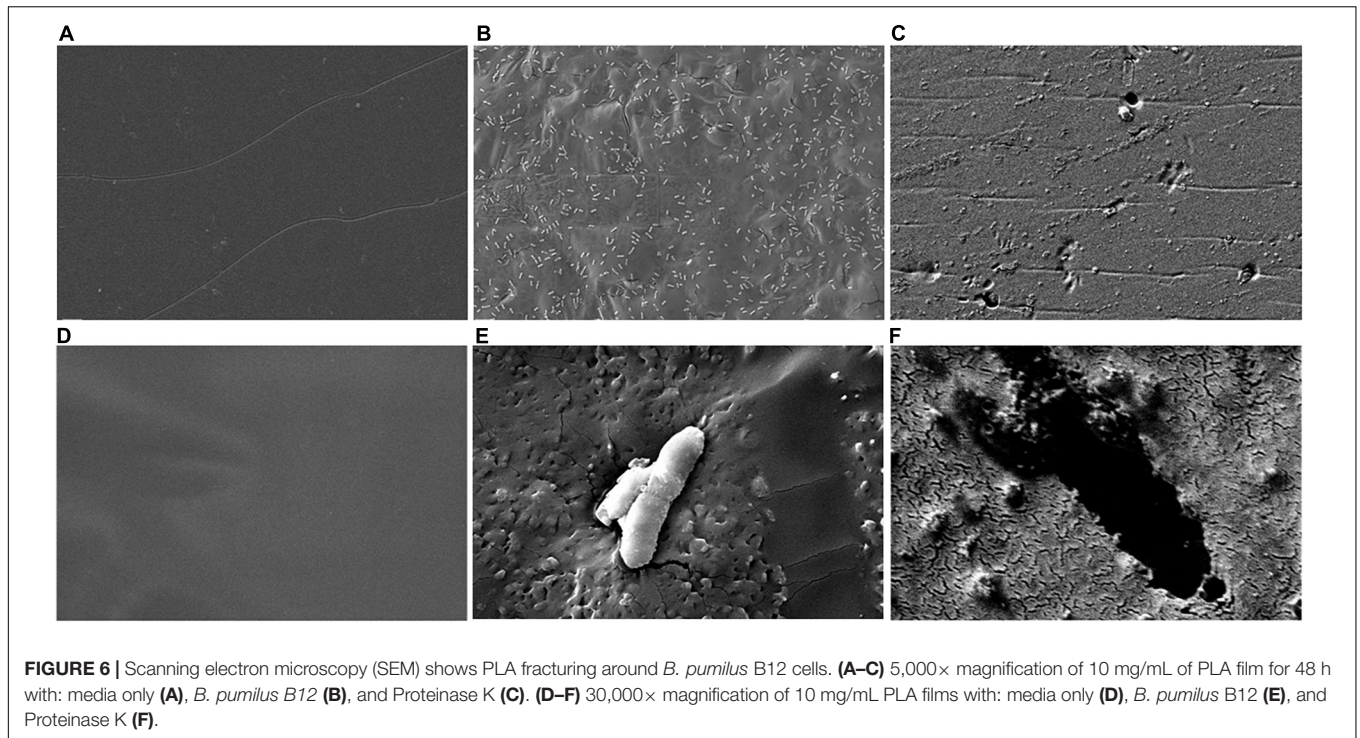 A
B
C
D
E
F
FIGURE 6 | Scanning electron microscopy (SEM) shows PLA fracturing around B. pumilus B12 cells. (A–C) 5,000× magnification of 10 mg/mL of PLA film for 48 h
with: media only (A), B. pumilus B12 (B), and Proteinase K (C). (D–F) 30,000× magnification of 10 mg/mL PLA films with: media only (D), B. pumilus B12 (E), and
Proteinase K (F).